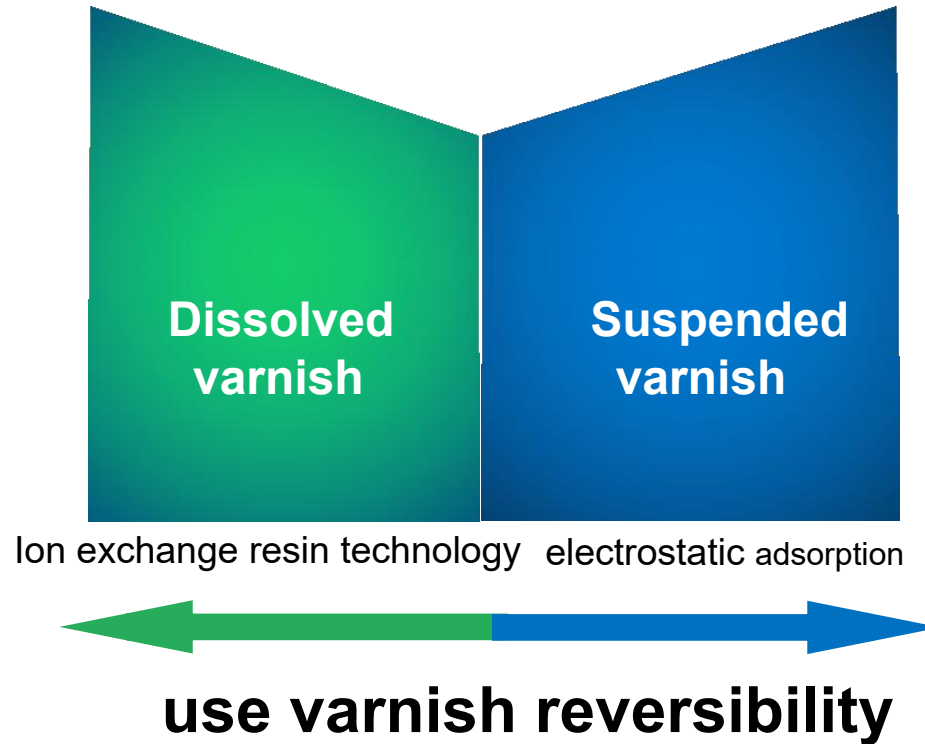 Dissolved
varnish
Suspended
varnish
Ion exchange resin technology
electrostatic adsorption
use varnish reversibility